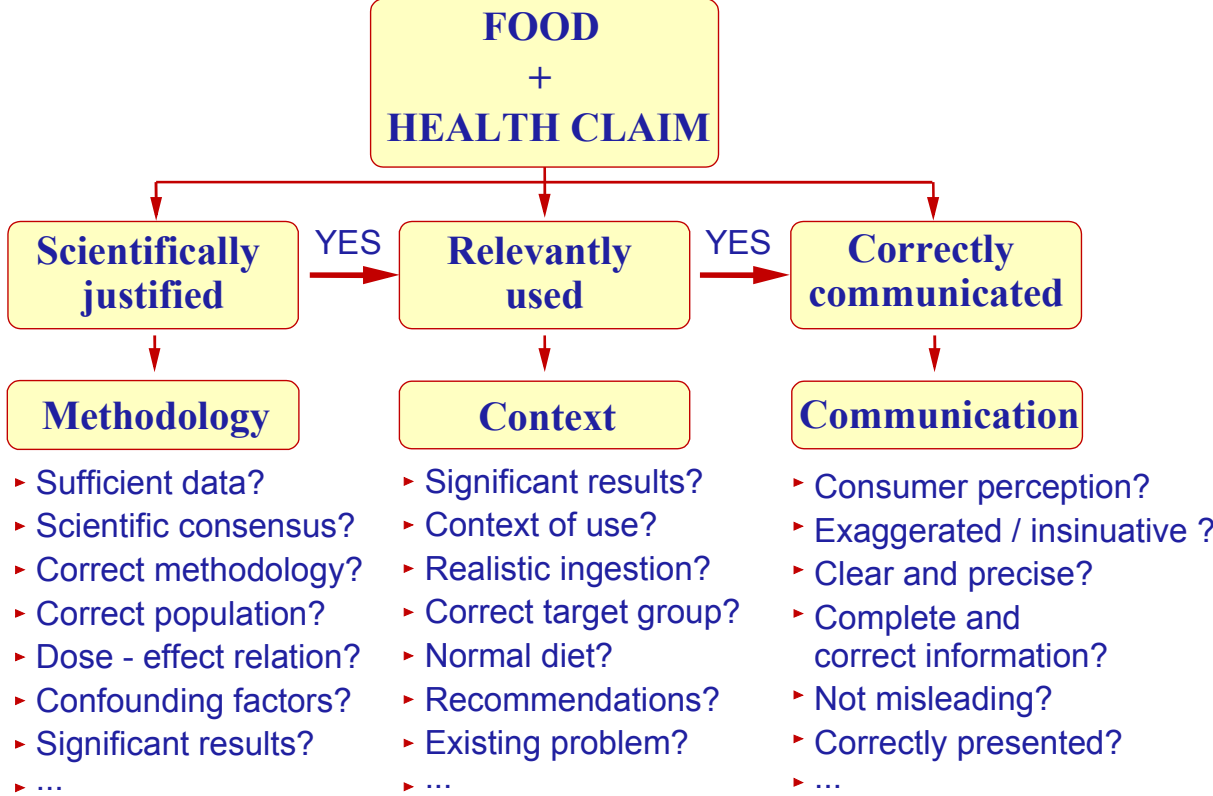 FOOD
+
HEALTH CLAIM
Scientifically
justified
YES
Relevantly
used
YES
Correctly
communicated
Methodology
Sufficient data?
Scientific consensus?
Correct methodology?
Correct population?
Dose - effect relation?
Confounding factors?
Significant results?
...
Context
Significant results?
Context of use?
Realistic ingestion?
Correct target group?
Normal diet?
Recommendations?
Existing problem?
...
Communication
Consumer perception?
Exaggerated / insinuative ?
Clear and precise?
Complete and
correct information?
Not misleading?
Correctly presented?
...